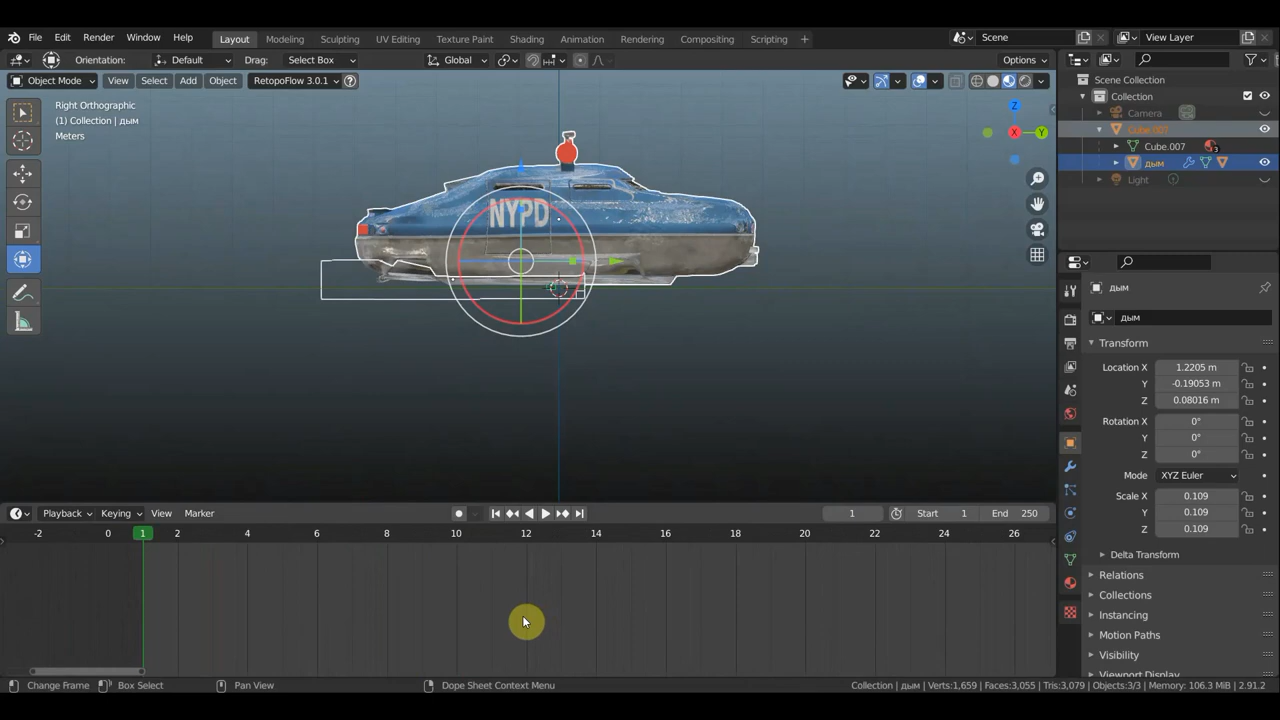 File Edit Render Window Help Layout Modeling Sculpting UV Editing Texture Paint Shading Animation Rendering Compositing Scripting + Scene View Layer
Orientation: Default Drag: Select Box Global Options
Object Mode View Select Add Object RetopoFlow 3.0.1
Right Orthographic
(1) Collection | дым
Meters
Z
X
Y
NYPD
Scene Collection
Collection
Camera
Cube.007
Cube.007
3
дым
Light
дым
дым
Transform
Location X 1.2205 m
Y -0.19053 m
Z 0.08016 m
Rotation X 0°
Y 0°
Z 0°
Mode XYZ Euler
Scale X 0.109
Y 0.109
Z 0.109
Delta Transform
Relations
Collections
Instancing
Motion Paths
Visibility
Viewport Display
Playback Keying View Marker 1 Start 1 End 250
-2 0 1 2 4 6 8 10 12 14 16 18 20 22 24 26
Change Frame Box Select Pan View Dope Sheet Context Menu Collection | дым | Verts:1,659 | Faces:3,055 | Tris:3,079 | Objects:3/3 | Memory: 106.3 MiB | 2.91.2